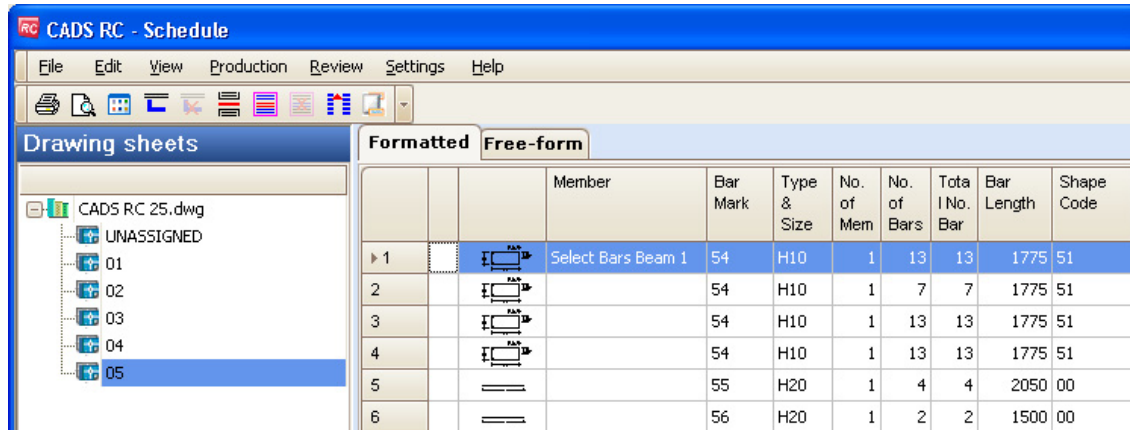 RC CADS RC - Schedule
File Edit View Production Review Settings Help
Drawing sheets
Formatted Free-form
Member Bar Mark Type & Size No. of Mem No. of Bars Tota l No. Bar Bar Length Shape Code
CADS RC 25.dwg
UNASSIGNED
01
02
03
04
05
1 Select Bars Beam 1 54 H10 1 13 13 1775 51
2 54 H10 1 7 7 1775 51
3 54 H10 1 13 13 1775 51
4 54 H10 1 13 13 1775 51
5 55 H20 1 4 4 2050 00
6 56 H20 1 2 2 1500 00